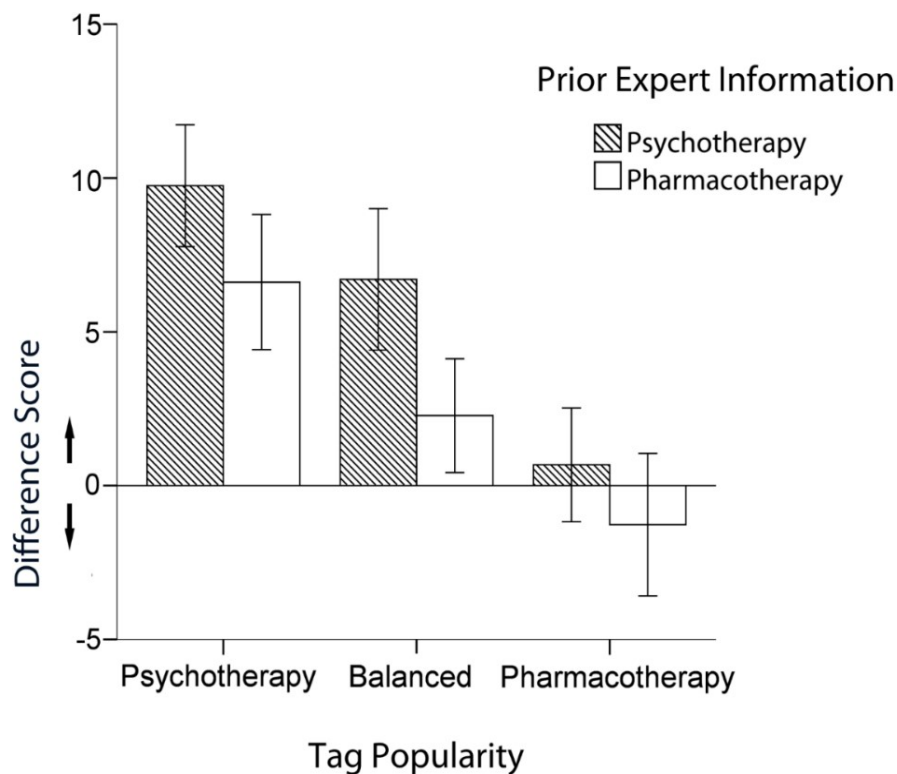 15
Prior Expert Information
Psychotherapy
Pharmacotherapy
10
5
0
-5
Difference Score
Psychotherapy Balanced Pharmacotherapy
Tag Popularity